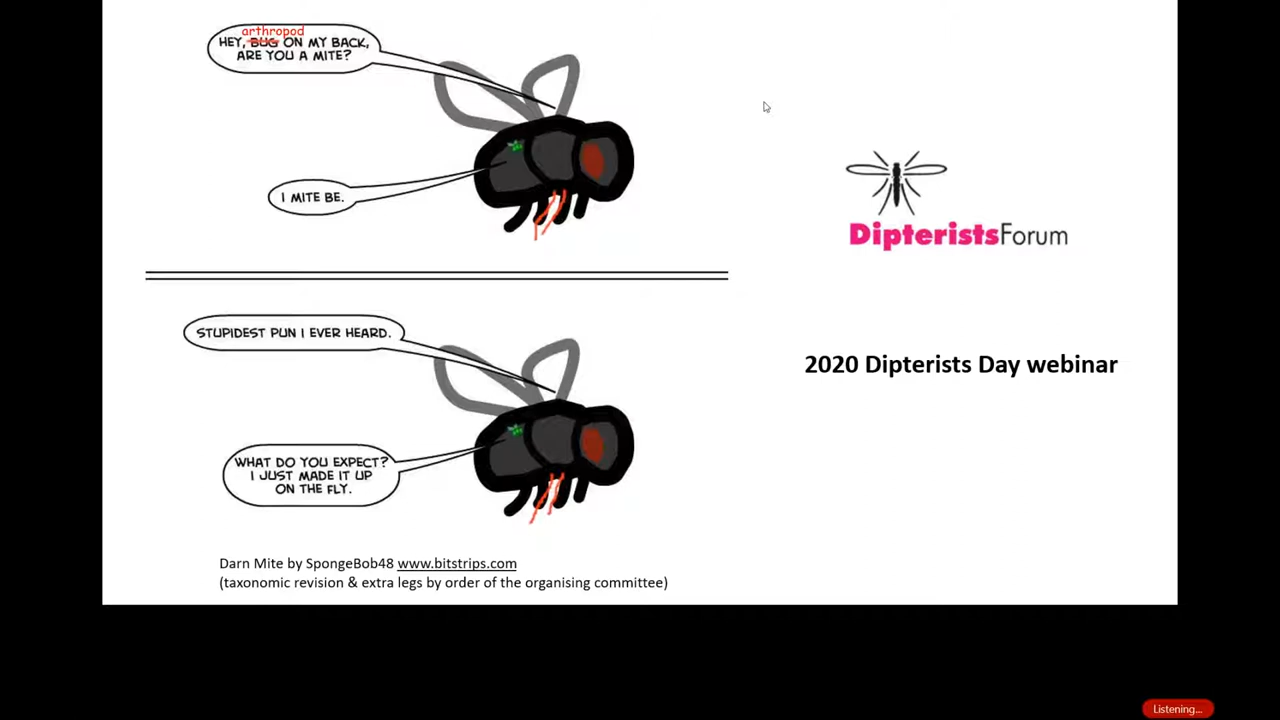 arthropod
HEY, BUG ON MY BACK,
ARE YOU A MITE?
I MITE BE.
STUPIDEST PUN I EVER HEARD.
WHAT DO YOU EXPECT?
I JUST MADE IT UP
ON THE FLY.
Darn Mite by SpongeBob48 www.bitstrips.com
(taxonomic revision & extra legs by order of the organising committee)
DipteristsForum
2020 Dipterists Day webinar
Listening...